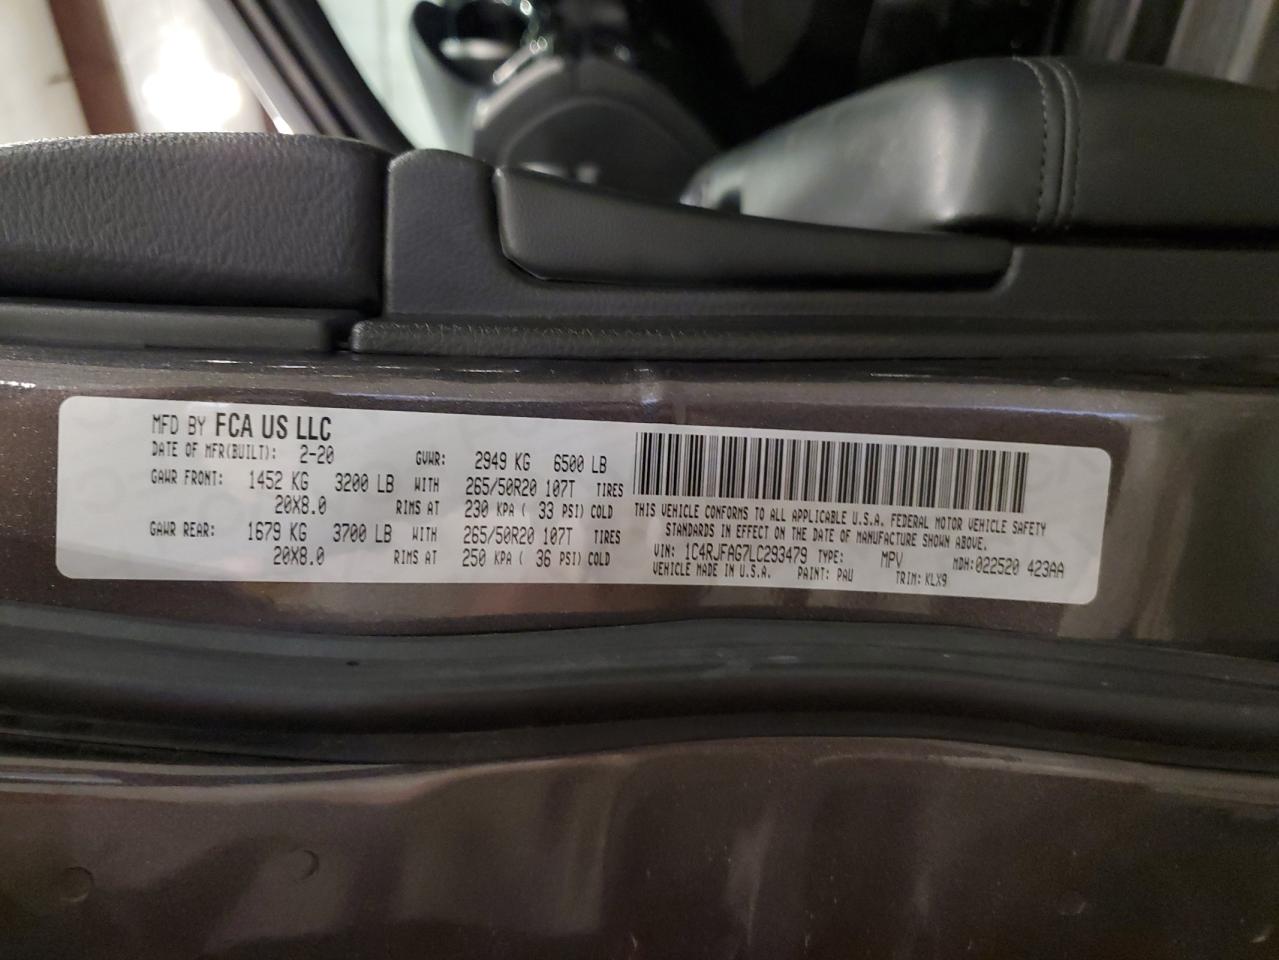 MFD BY FCA US LLC
DATE OF MFR(BUILT): 2-20 GVWR: 2949 KG 6500 LB
GAWR FRONT: 1452 KG 3200 LB WITH 265/50R20 107T TIRES
20X8.0 RIMS AT 230 KPA ( 33 PSI) COLD
GAWR REAR: 1679 KG 3700 LB WITH 265/50R20 107T TIRES
20X8.0 RIMS AT 250 KPA ( 36 PSI) COLD
THIS VEHICLE CONFORMS TO ALL APPLICABLE U.S.A. FEDERAL MOTOR VEHICLE SAFETY
STANDARDS IN EFFECT ON THE DATE OF MANUFACTURE SHOWN ABOVE.
VIN: 1C4RJFAG7LC293479 TYPE: MPV MDH:022520 423AA
VEHICLE MADE IN U.S.A. PAINT: PAU TRIM: KLX9